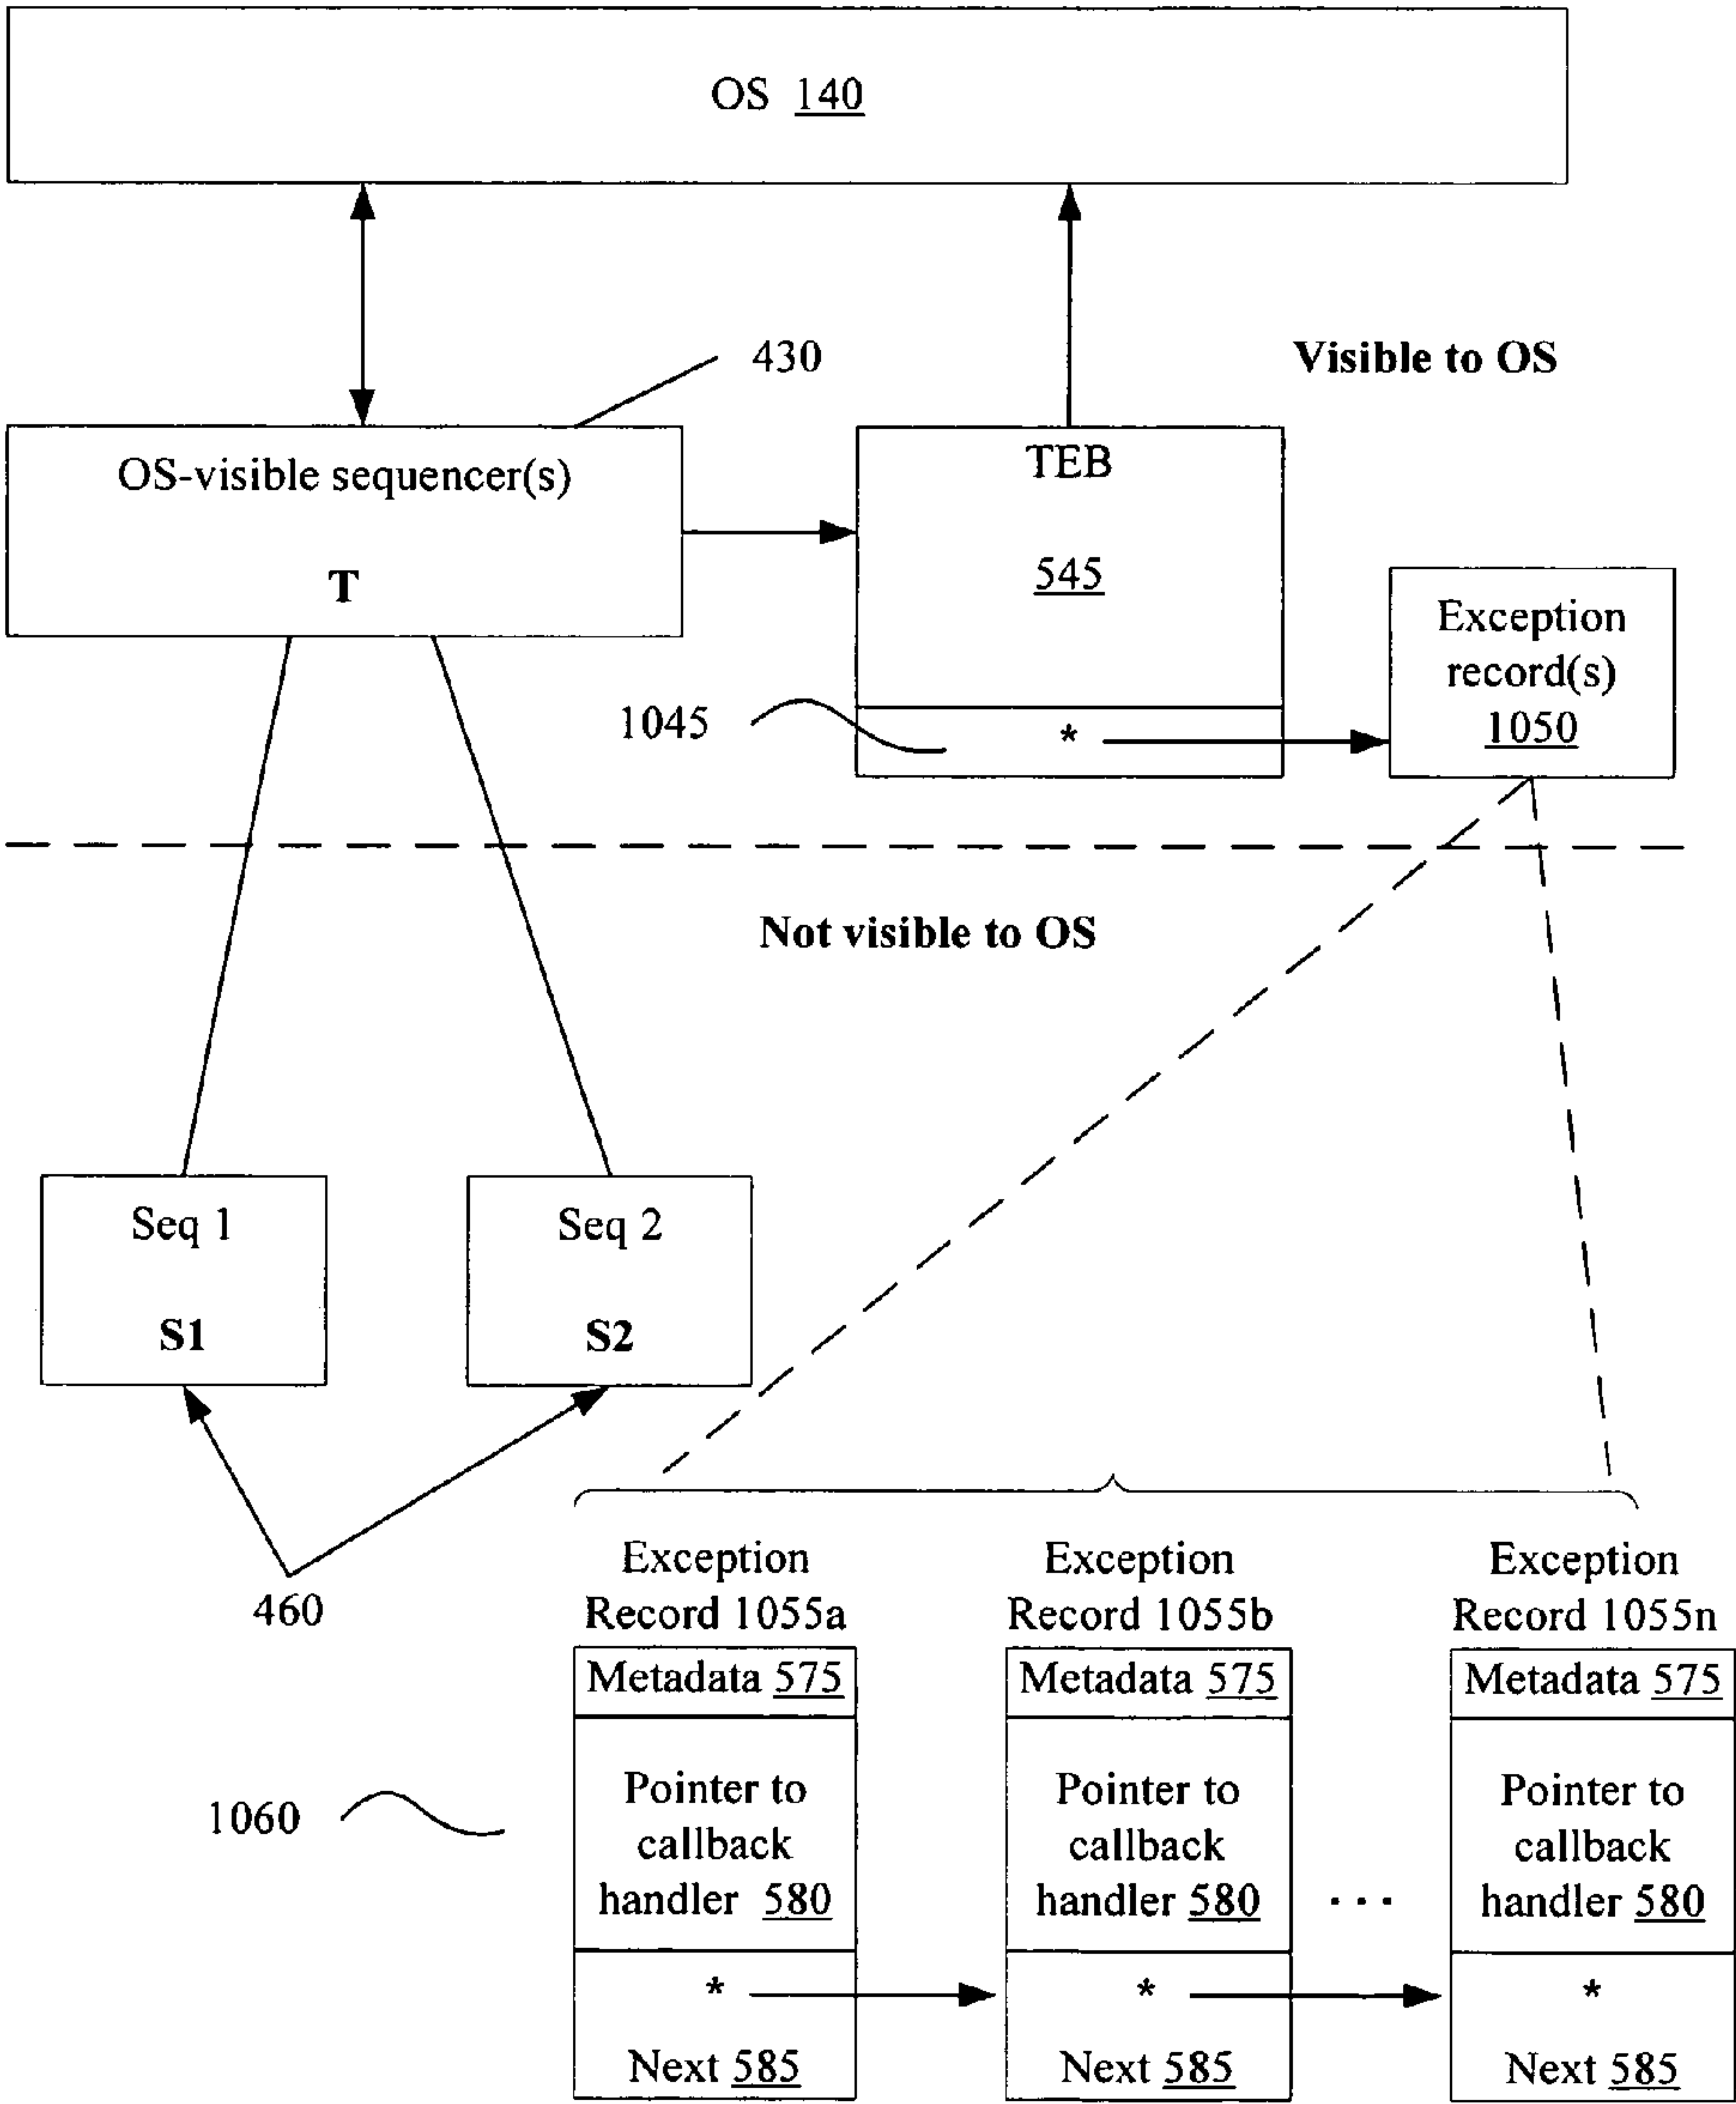 OS 140
430
Visible to OS
OS-visible sequencer(s)
T
TEB
545
Exception
record(s)
1050
1045
*
Not visible to OS
Seq 1
S1
Seq 2
S2
460
Exception
Record 1055a
Exception
Record 1055b
Exception
Record 1055n
Metadata 575
Metadata 575
Metadata 575
1060
Pointer to
callback
handler 580
Pointer to
callback
handler 580
...
Pointer to
callback
handler 580
*
Next 585
*
Next 585
*
Next 585